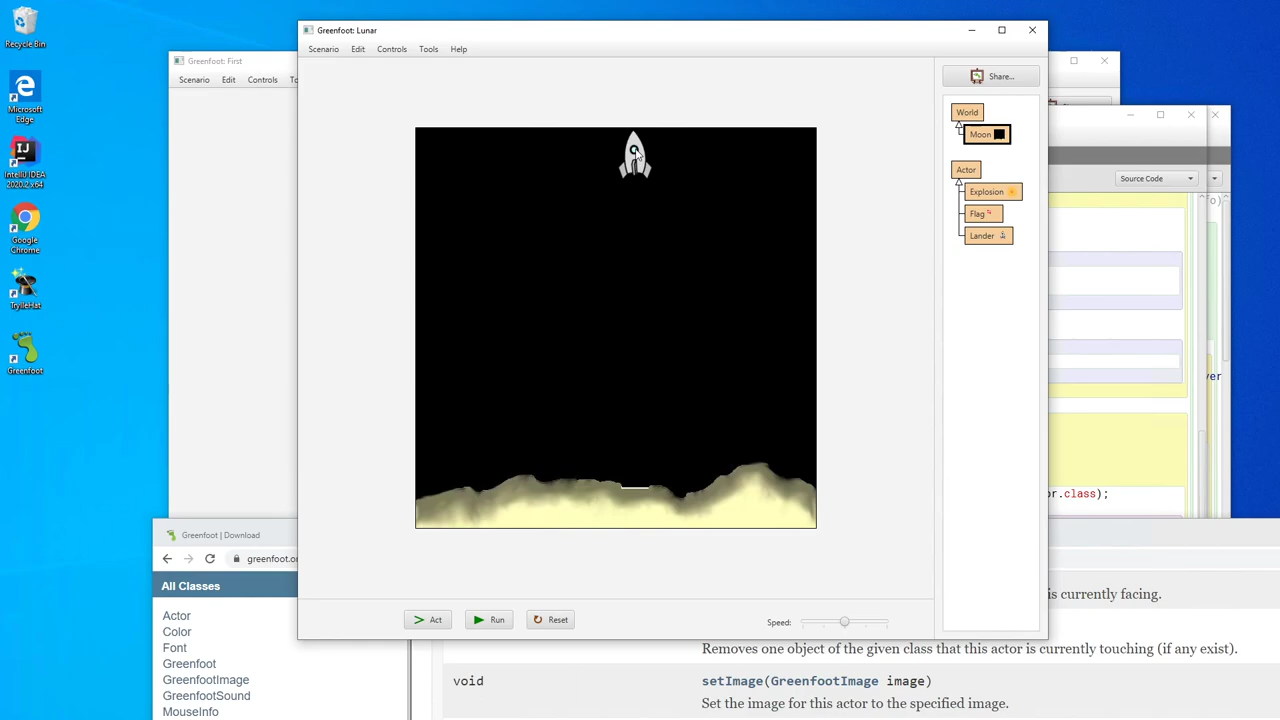 Recycle Bin
Microsoft
Edge
IntelliJ IDEA
2020.2 x64
Google
Chrome
TryileHat
Greenfoot
Greenfoot: First
Scenario Edit Controls
Greenfoot: Lunar
Scenario Edit Controls Tools Help
Share...
World
Moon
Actor
Explosion
Flag
Lander
Source Code
.class);
Act
Run
Reset
Speed:
Greenfoot | Download
All Classes
Actor
Color
Font
Greenfoot
GreenfootImage
GreenfootSound
MouseInfo
is currently facing.
Removes one object of the given class that this actor is currently touching (if any exist).
void setImage(GreenfootImage image)
Set the image for this actor to the specified image.